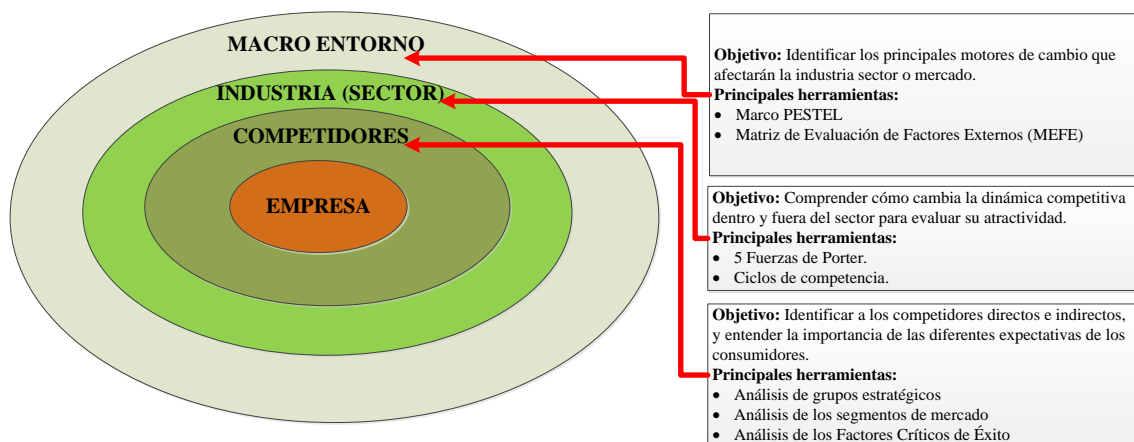 MACRO ENTORNO
INDUSTRIA (SECTOR)
COMPETIDORES
EMPRESA
Objetivo: Identificar los principales motores de cambio que
afectarán la industria sector o mercado.
Principales herramientas:
• Marco PESTEL
• Matriz de Evaluación de Factores Externos (MEFE)
Objetivo: Comprender cómo cambia la dinámica competitiva
dentro y fuera del sector para evaluar su atractividad.
Principales herramientas:
• 5 Fuerzas de Porter.
• Ciclos de competencia.
Objetivo: Identificar a los competidores directos e indirectos,
y entender la importancia de las diferentes expectativas de los
consumidores.
Principales herramientas:
• Análisis de grupos estratégicos
• Análisis de los segmentos de mercado
• Análisis de los Factores Críticos de Éxito